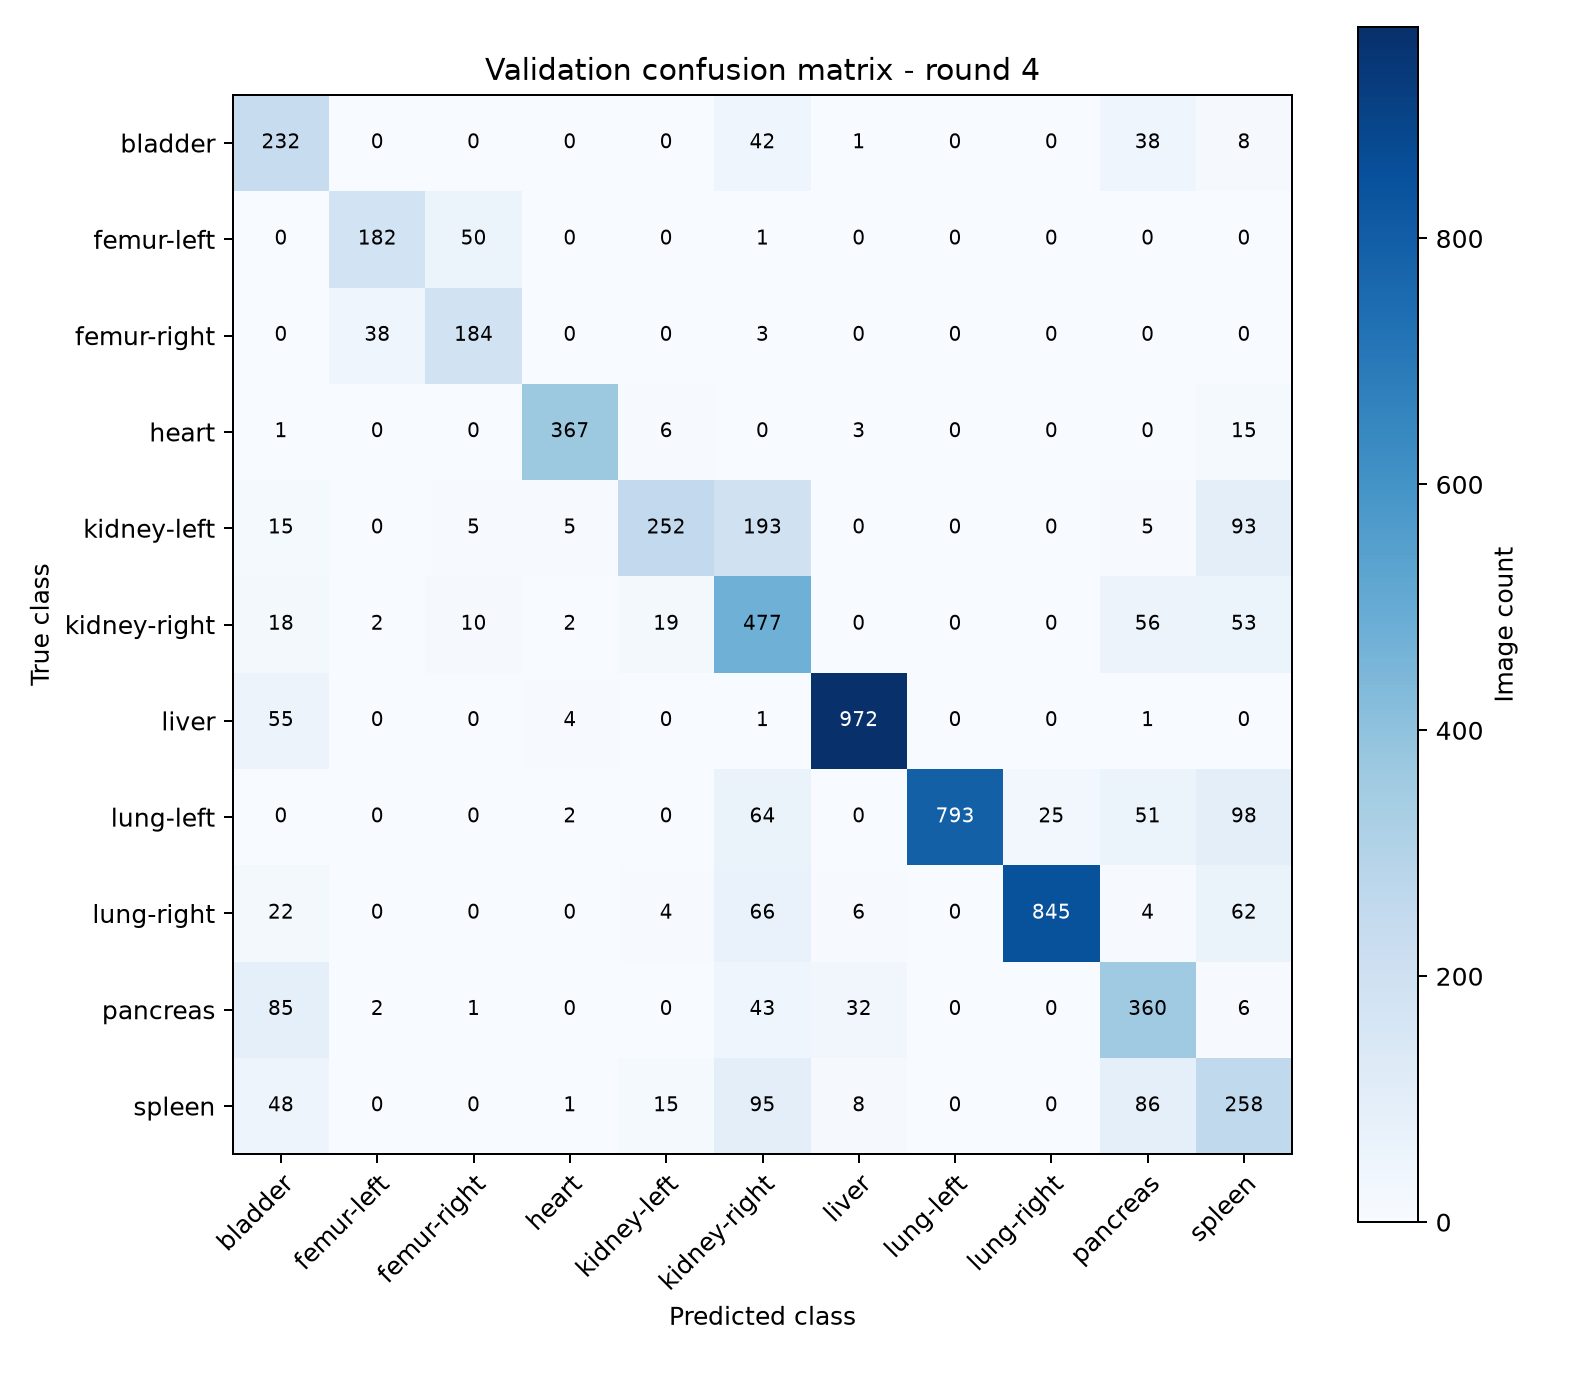 Validation confusion matrix - round 4
bladder 232 0 0 0 0 42 1 0 0 38 8
femur-left 0 182 50 0 0 1 0 0 0 0 0
femur-right 0 38 184 0 0 3 0 0 0 0 0
heart 1 0 0 367 6 0 3 0 0 0 15
kidney-left 15 0 5 5 252 193 0 0 0 5 93
kidney-right 18 2 10 2 19 477 0 0 0 56 53
liver 55 0 0 4 0 1 972 0 0 1 0
lung-left 0 0 0 2 0 64 0 793 25 51 98
lung-right 22 0 0 0 4 66 6 0 845 4 62
pancreas 85 2 1 0 0 43 32 0 0 360 6
spleen 48 0 0 1 15 95 8 0 0 86 258
bladder femur-left femur-right heart kidney-left kidney-right liver lung-left lung-right pancreas spleen
Predicted class
True class
800
600
400
200
0
Image count